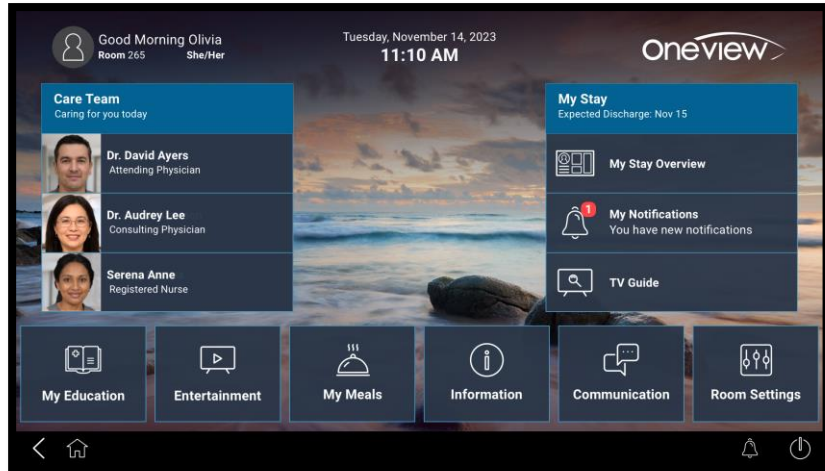 Good Morning Olivia
Room 265 She/Her
Tuesday, November 14, 2023
11:10 AM
Oneview
Care Team
Caring for you today
Dr. David Ayers
Attending Physician
Dr. Audrey Lee
Consulting Physician
Serena Anne
Registered Nurse
My Stay
Expected Discharge: Nov 15
My Stay Overview
1
My Notifications
You have new notifications
TV Guide
My Education
Entertainment
My Meals
Information
Communication
Room Settings